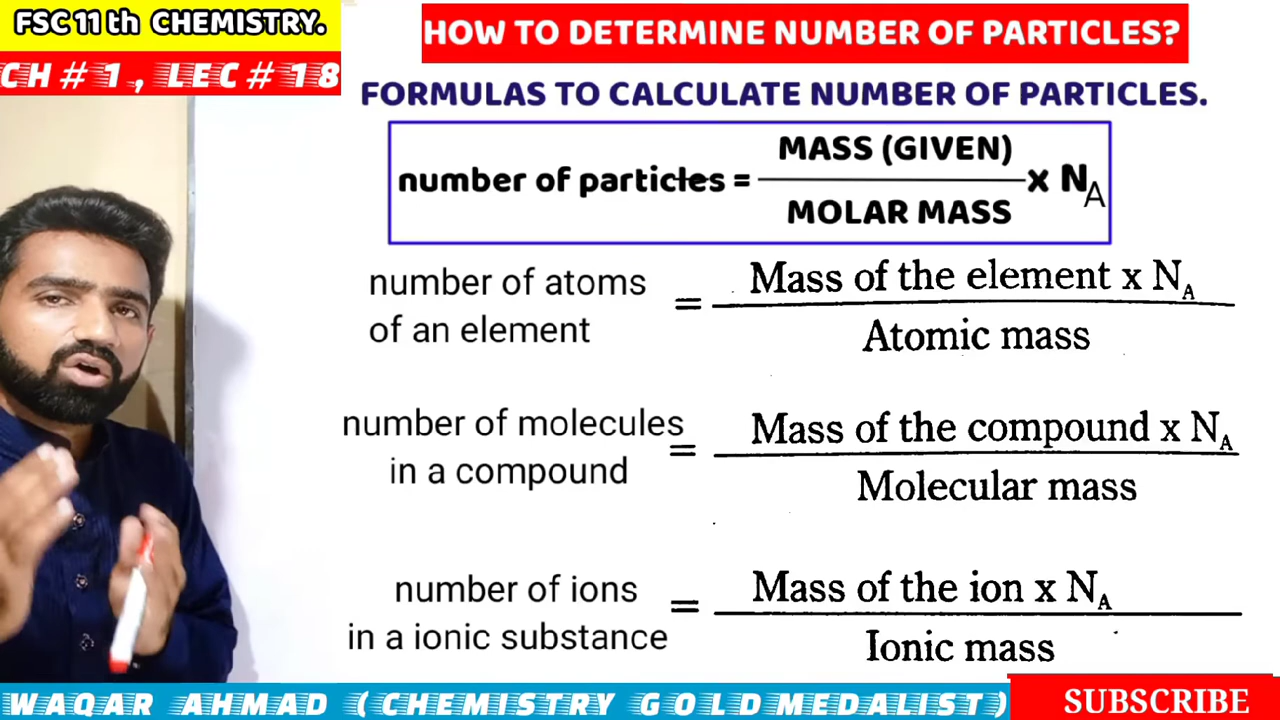 FSC 11 th CHEMISTRY.
CH # 1 , LEC # 18
HOW TO DETERMINE NUMBER OF PARTICLES?
FORMULAS TO CALCULATE NUMBER OF PARTICLES.
number of particles = MASS (GIVEN) x NA
MOLAR MASS
number of atoms
of an element
= Mass of the element x NA
Atomic mass
number of molecules
in a compound
= Mass of the compound x NA
Molecular mass
number of ions
in a ionic substance
= Mass of the ion x NA
Ionic mass
WAQAR AHMAD (CHEMISTRY GOLD MEDALIST)
SUBSCRIBE